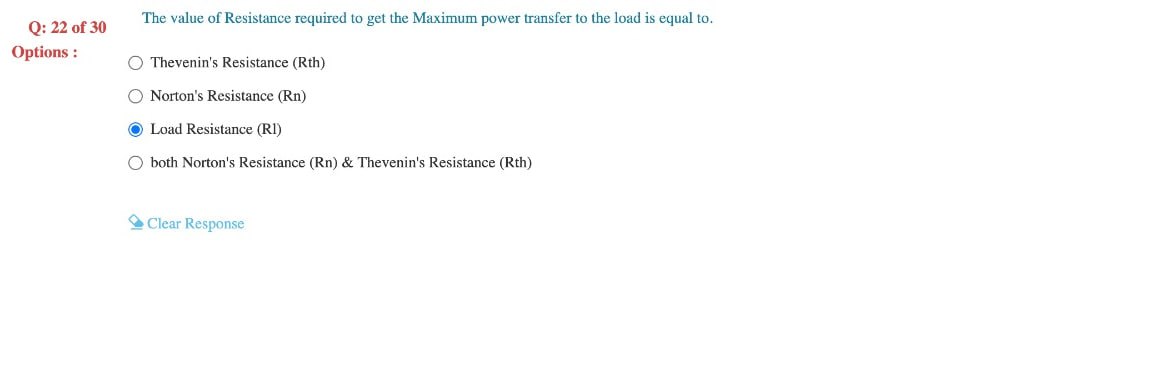 The value of Resistance required to get the Maximum power transfer to the load is equal to.
Q: 22 of 30
Options :
Thevenin's Resistance (Rth)
Norton's Resistance (Rn)
Load Resistance (Rl)
both Norton's Resistance (Rn) & Thevenin's Resistance (Rth)
Clear Response